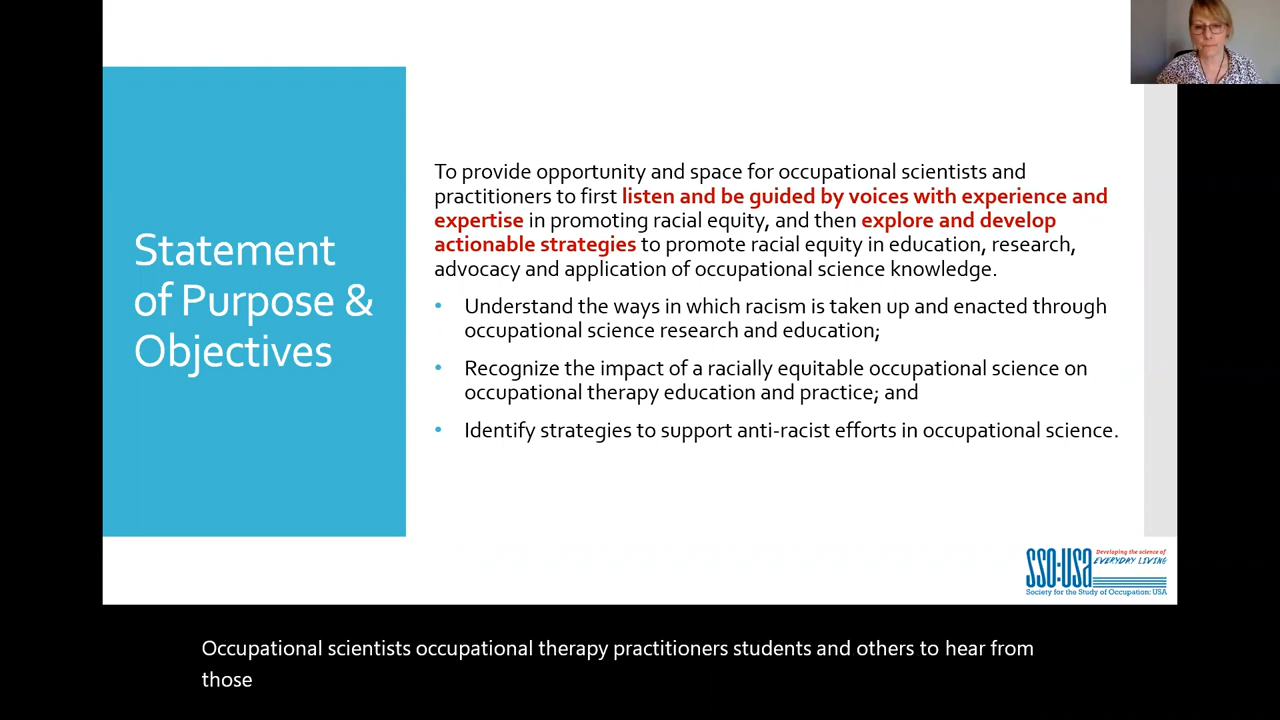 Statement
of Purpose &
Objectives
To provide opportunity and space for occupational scientists and
practitioners to first listen and be guided by voices with experience and
expertise in promoting racial equity, and then explore and develop
actionable strategies to promote racial equity in education, research,
advocacy and application of occupational science knowledge.
• Understand the ways in which racism is taken up and enacted through
occupational science research and education;
• Recognize the impact of a racially equitable occupational science on
occupational therapy education and practice; and
• Identify strategies to support anti-racist efforts in occupational science.
SSO:USA
Developing the science of
EVERYDAY LIVING
Society for the Study of Occupation: USA
Occupational scientists occupational therapy practitioners students and others to hear from
those